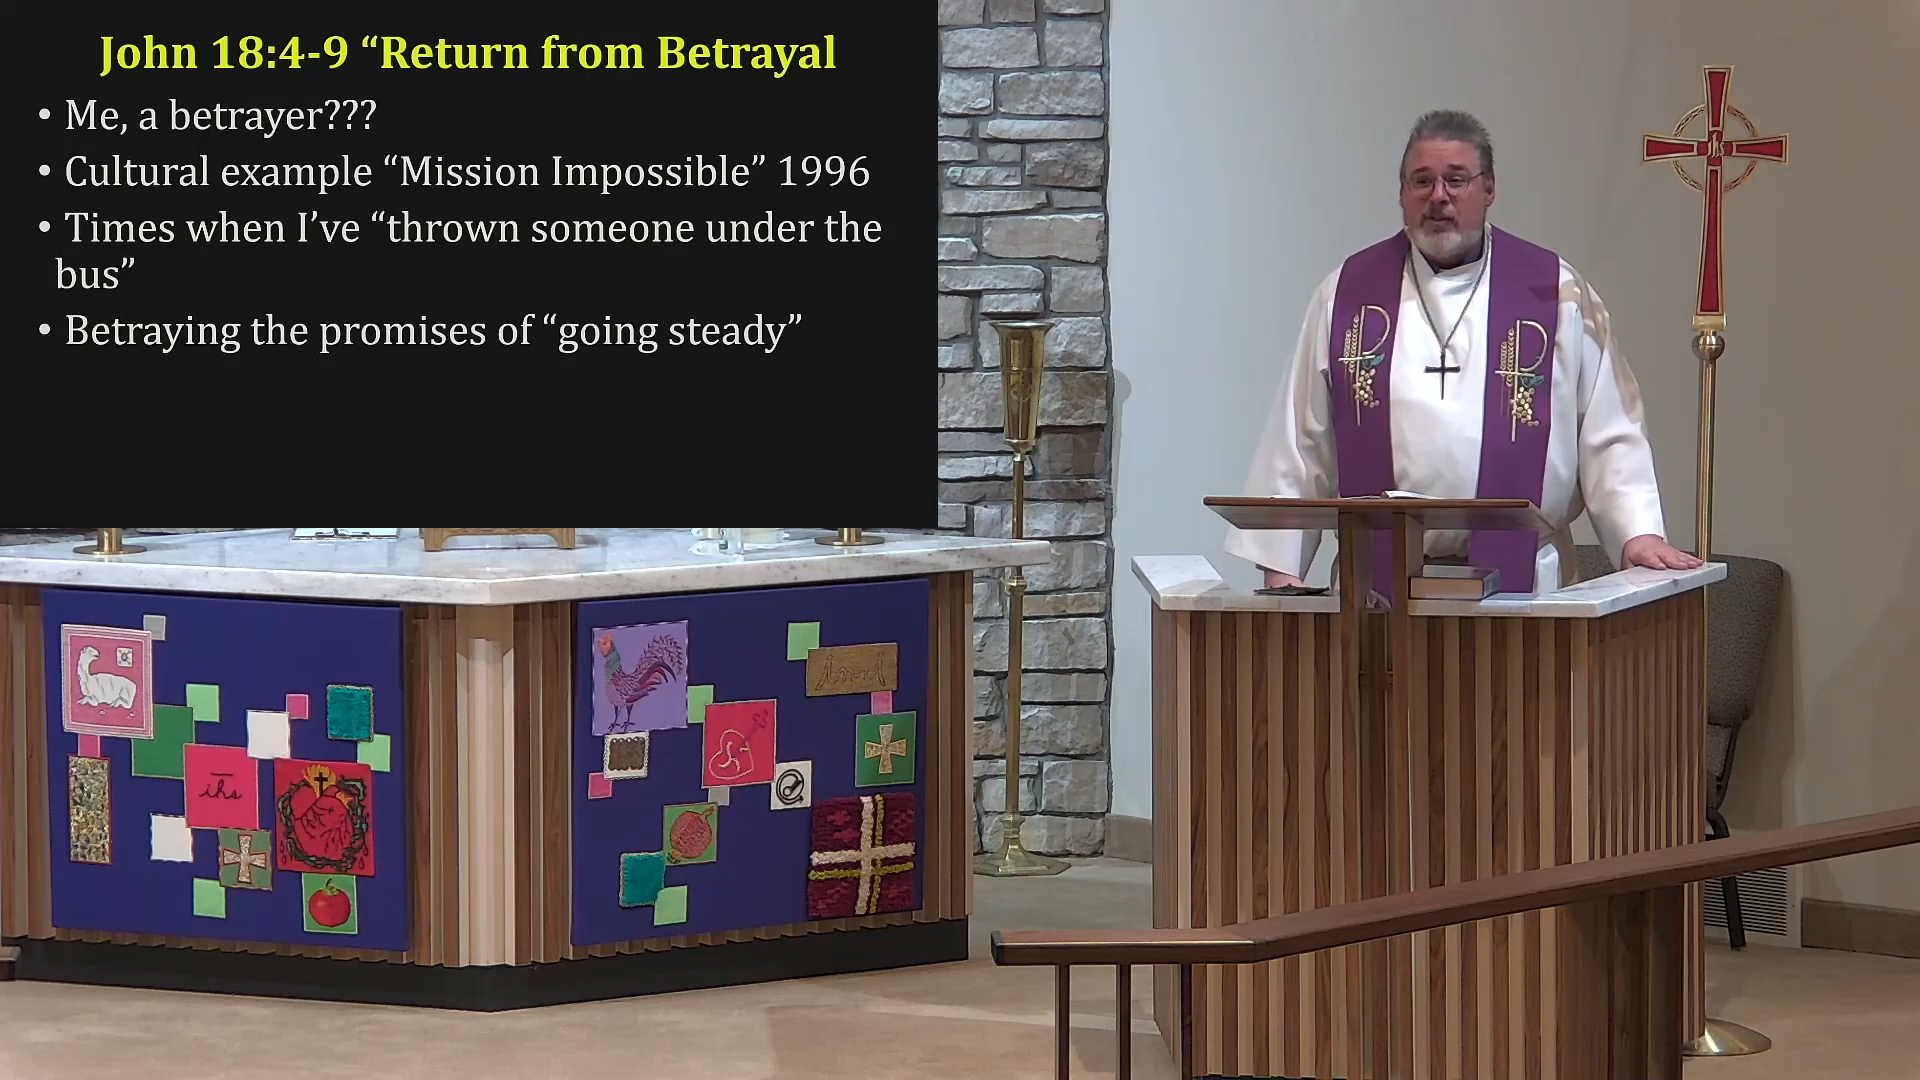 John 18:4-9 “Return from Betrayal
• Me, a betrayer???
• Cultural example “Mission Impossible” 1996
• Times when I’ve “thrown someone under the
bus”
• Betraying the promises of “going steady”
ihs